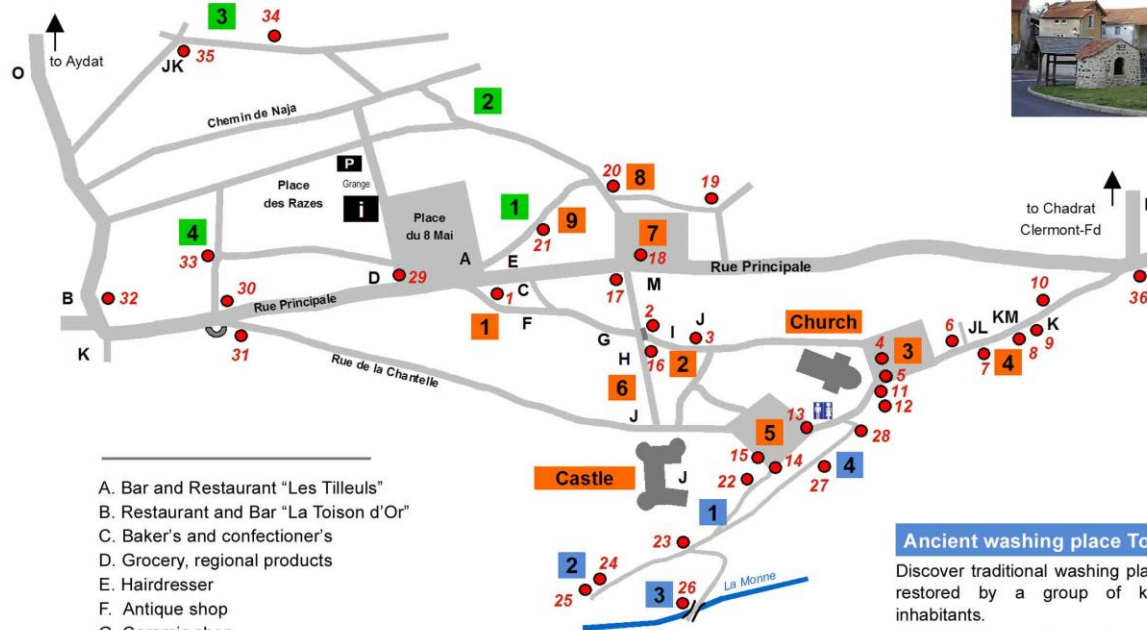 3
34
to Aydat
O
35
JK
2
Chemin de Naja
P
Grange
Place
des Razes
i
Place
du 8 Mai
1
9
21
20
8
19
7
18
to Chadrat
Clermont-Fd
4
33
A
E
D
29
C
1
17
M
Rue Principale
10
36
B
32
30
Rue Principale
1
F
2
J
Church
KM
K
6
JL
G
I
3
4
3
9
8
31
K
H
16
2
7
4
5
Rue de la Chantelle
6
11
12
J
13
5
28
15
14
4
Castle
J
22
27
1
23
2
24
25
3
26
La Monne
A. Bar and Restaurant “Les Tilleuls”
B. Restaurant and Bar “La Toison d’Or”
C. Baker’s and confectioner’s
D. Grocery, regional products
E. Hairdresser
F. Antique shop
Ancient washing place To
Discover traditional washing pla
restored by a group of k
inhabitants.